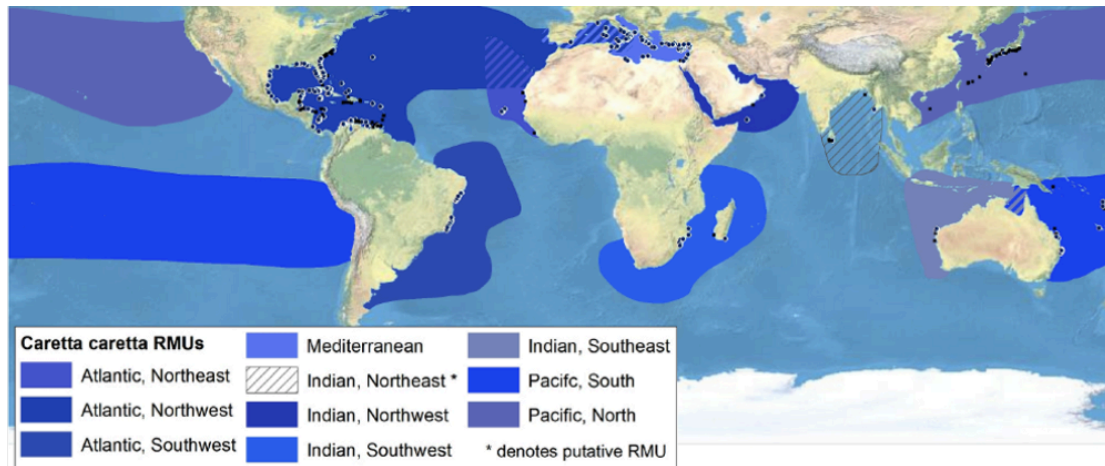 Caretta caretta RMUs
Atlantic, Northeast
Atlantic, Northwest
Atlantic, Southwest
Mediterranean
Indian, Northeast *
Indian, Northwest
Indian, Southwest
Indian, Southeast
Pacific, South
Pacific, North
* denotes putative RMU